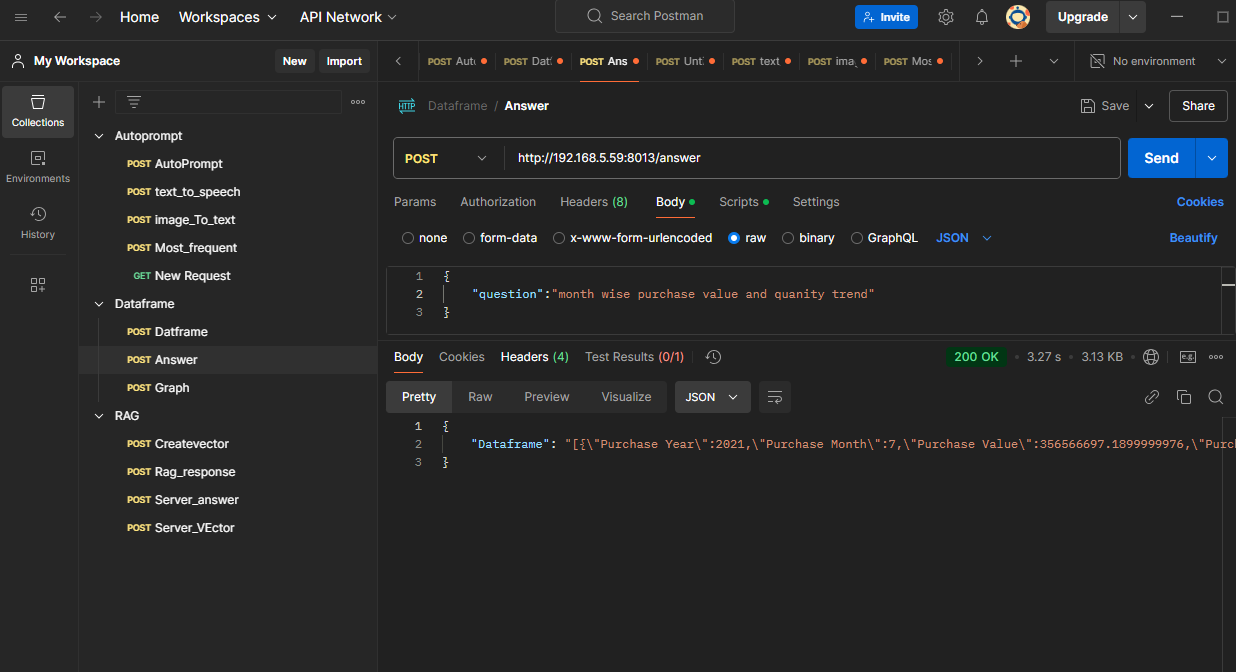 Home Workspaces API Network Search Postman Invite Upgrade
My Workspace New Import
POST Aut POST Dat POST Ans POST Unt POST text POST ima POST Mos No environment
Collections
Environments
History
Autoprompt
POST AutoPrompt
POST text_to_speech
POST image_To_text
POST Most_frequent
GET New Request
Dataframe
POST Datframe
POST Answer
POST Graph
RAG
POST Createvector
POST Rag_response
POST Server_answer
POST Server_VEctor
HTTP Dataframe / Answer Save Share
POST http://192.168.5.59:8013/answer Send
Params Authorization Headers (8) Body Scripts Settings Cookies
none form-data x-www-form-urlencoded raw binary GraphQL JSON Beautify
1 {
2 "question":"month wise purchase value and quanity trend"
3 }
Body Cookies Headers (4) Test Results (0/1) 200 OK • 3.27 s • 3.13 KB • e.g.
Pretty Raw Preview Visualize JSON
1 {
2 "Dataframe": "[{\"Purchase Year\":2021,\"Purchase Month\":7,\"Purchase Value\":356566697.1899999976,\"Purch
3 }